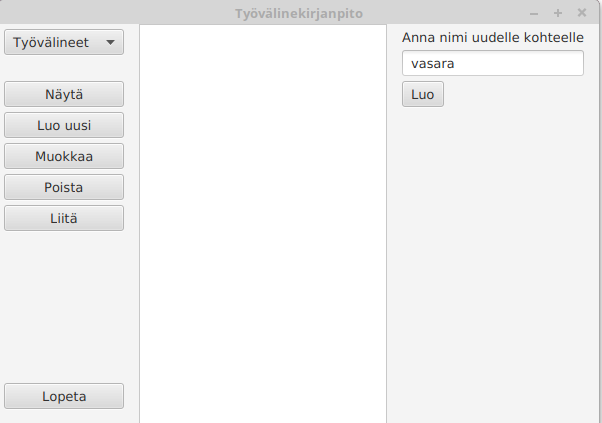 Työvälinekirjanpito
Työvälineet
Näytä
Luo uusi
Muokkaa
Poista
Liitä
Lopeta
Anna nimi uudelle kohteelle
vasara
Luo